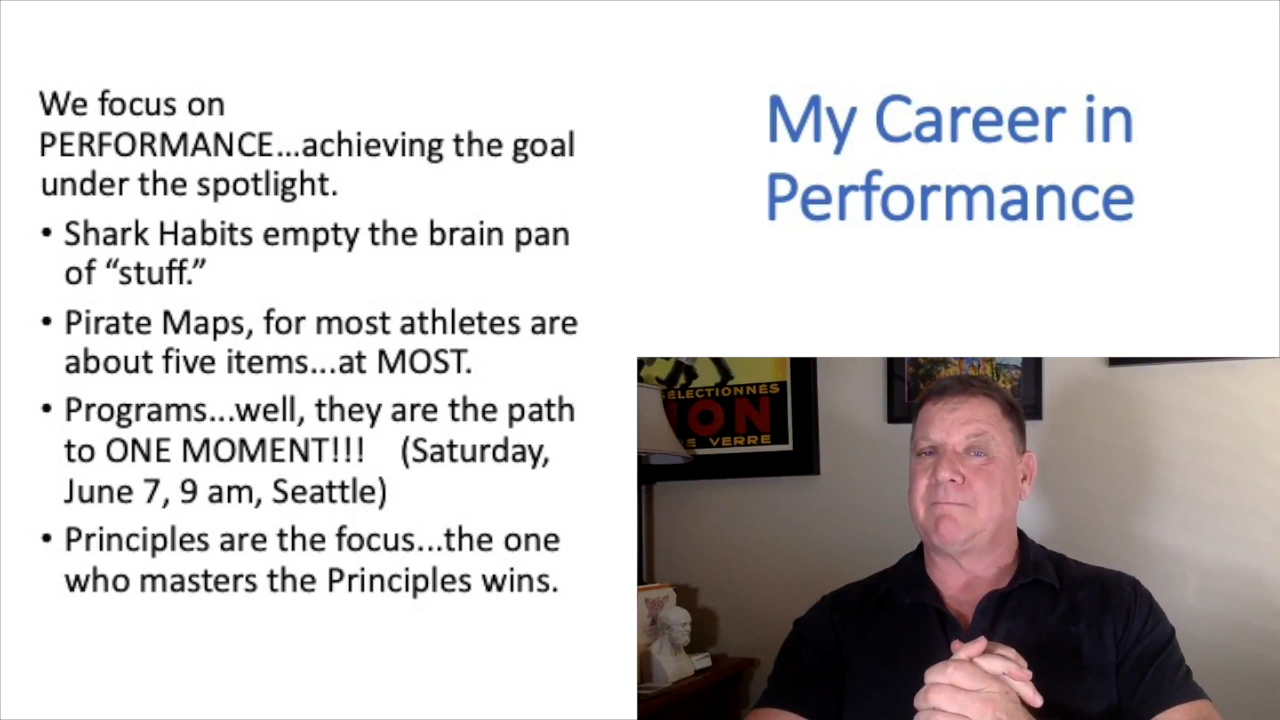 We focus on
PERFORMANCE...achieving the goal
under the spotlight.
• Shark Habits empty the brain pan
of “stuff.”
• Pirate Maps, for most athletes are
about five items...at MOST.
• Programs...well, they are the path
to ONE MOMENT!!! (Saturday,
June 7, 9 am, Seattle)
• Principles are the focus...the one
who masters the Principles wins.
My Career in
Performance
ELECTIONNÉS
ION
E VERRE